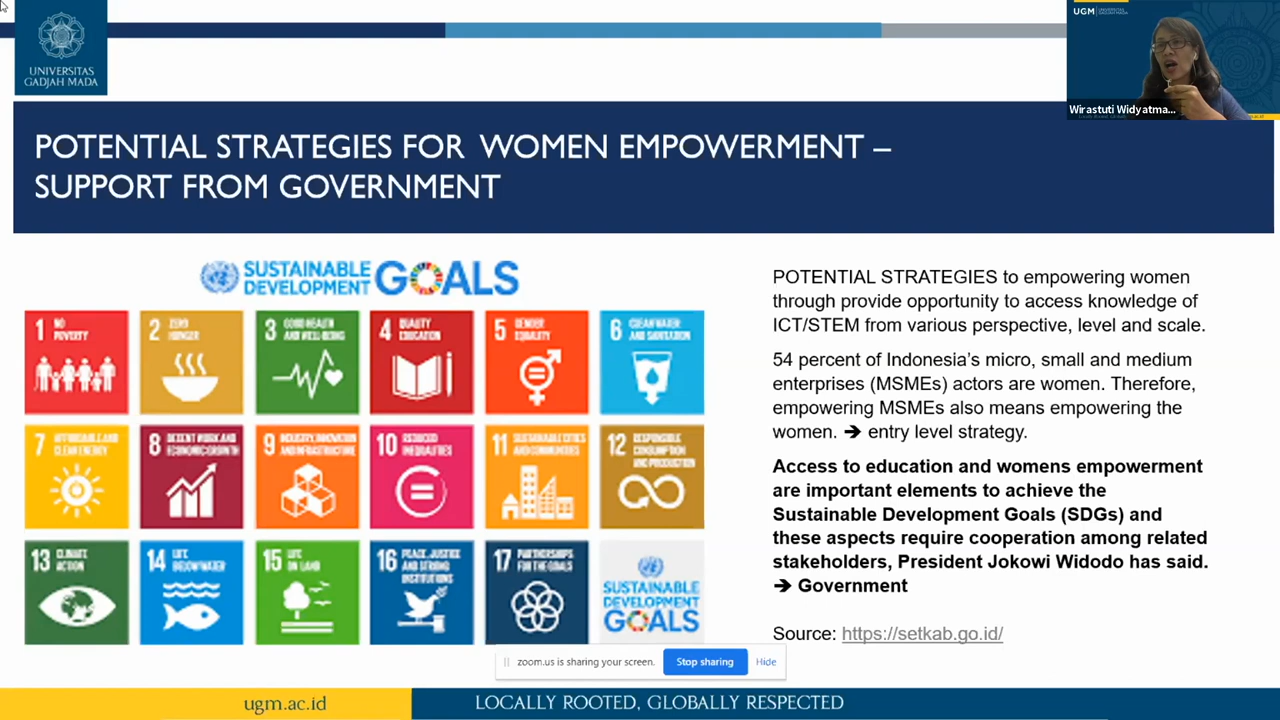 UNIVERSITAS
GADJAH MADA
UGM
UNIVERSITAS
GADJAH MADA
Wirastuti Widyatma...
POTENTIAL STRATEGIES FOR WOMEN EMPOWERMENT –
SUPPORT FROM GOVERNMENT
SUSTAINABLE
DEVELOPMENT
GOALS
1 NO
POVERTY
2 ZERO
HUNGER
3 GOOD HEALTH
AND WELL-BEING
4 QUALITY
EDUCATION
5 GENDER
EQUALITY
6 CLEAN WATER
AND SANITATION
7 AFFORDABLE AND
CLEAN ENERGY
8 DECENT WORK AND
ECONOMIC GROWTH
9 INDUSTRY, INNOVATION
AND INFRASTRUCTURE
10 REDUCED
INEQUALITIES
11 SUSTAINABLE CITIES
AND COMMUNITIES
12 RESPONSIBLE
CONSUMPTION
AND PRODUCTION
13 CLIMATE
ACTION
14 LIFE
BELOW WATER
15 LIFE
ON LAND
16 PEACE, JUSTICE
AND STRONG
INSTITUTIONS
17 PARTNERSHIPS
FOR THE GOALS
SUSTAINABLE
DEVELOPMENT
GOALS
POTENTIAL STRATEGIES to empowering women
through provide opportunity to access knowledge of
ICT/STEM from various perspective, level and scale.
54 percent of Indonesia's micro, small and medium
enterprises (MSMEs) actors are women. Therefore,
empowering MSMEs also means empowering the
women. ➔ entry level strategy.
Access to education and womens empowerment
are important elements to achieve the
Sustainable Development Goals (SDGs) and
these aspects require cooperation among related
stakeholders, President Jokowi Widodo has said.
➔ Government
Source: https://setkab.go.id/
zoom.us is sharing your screen. Stop sharing Hide
ugm.ac.id
LOCALLY ROOTED, GLOBALLY RESPECTED